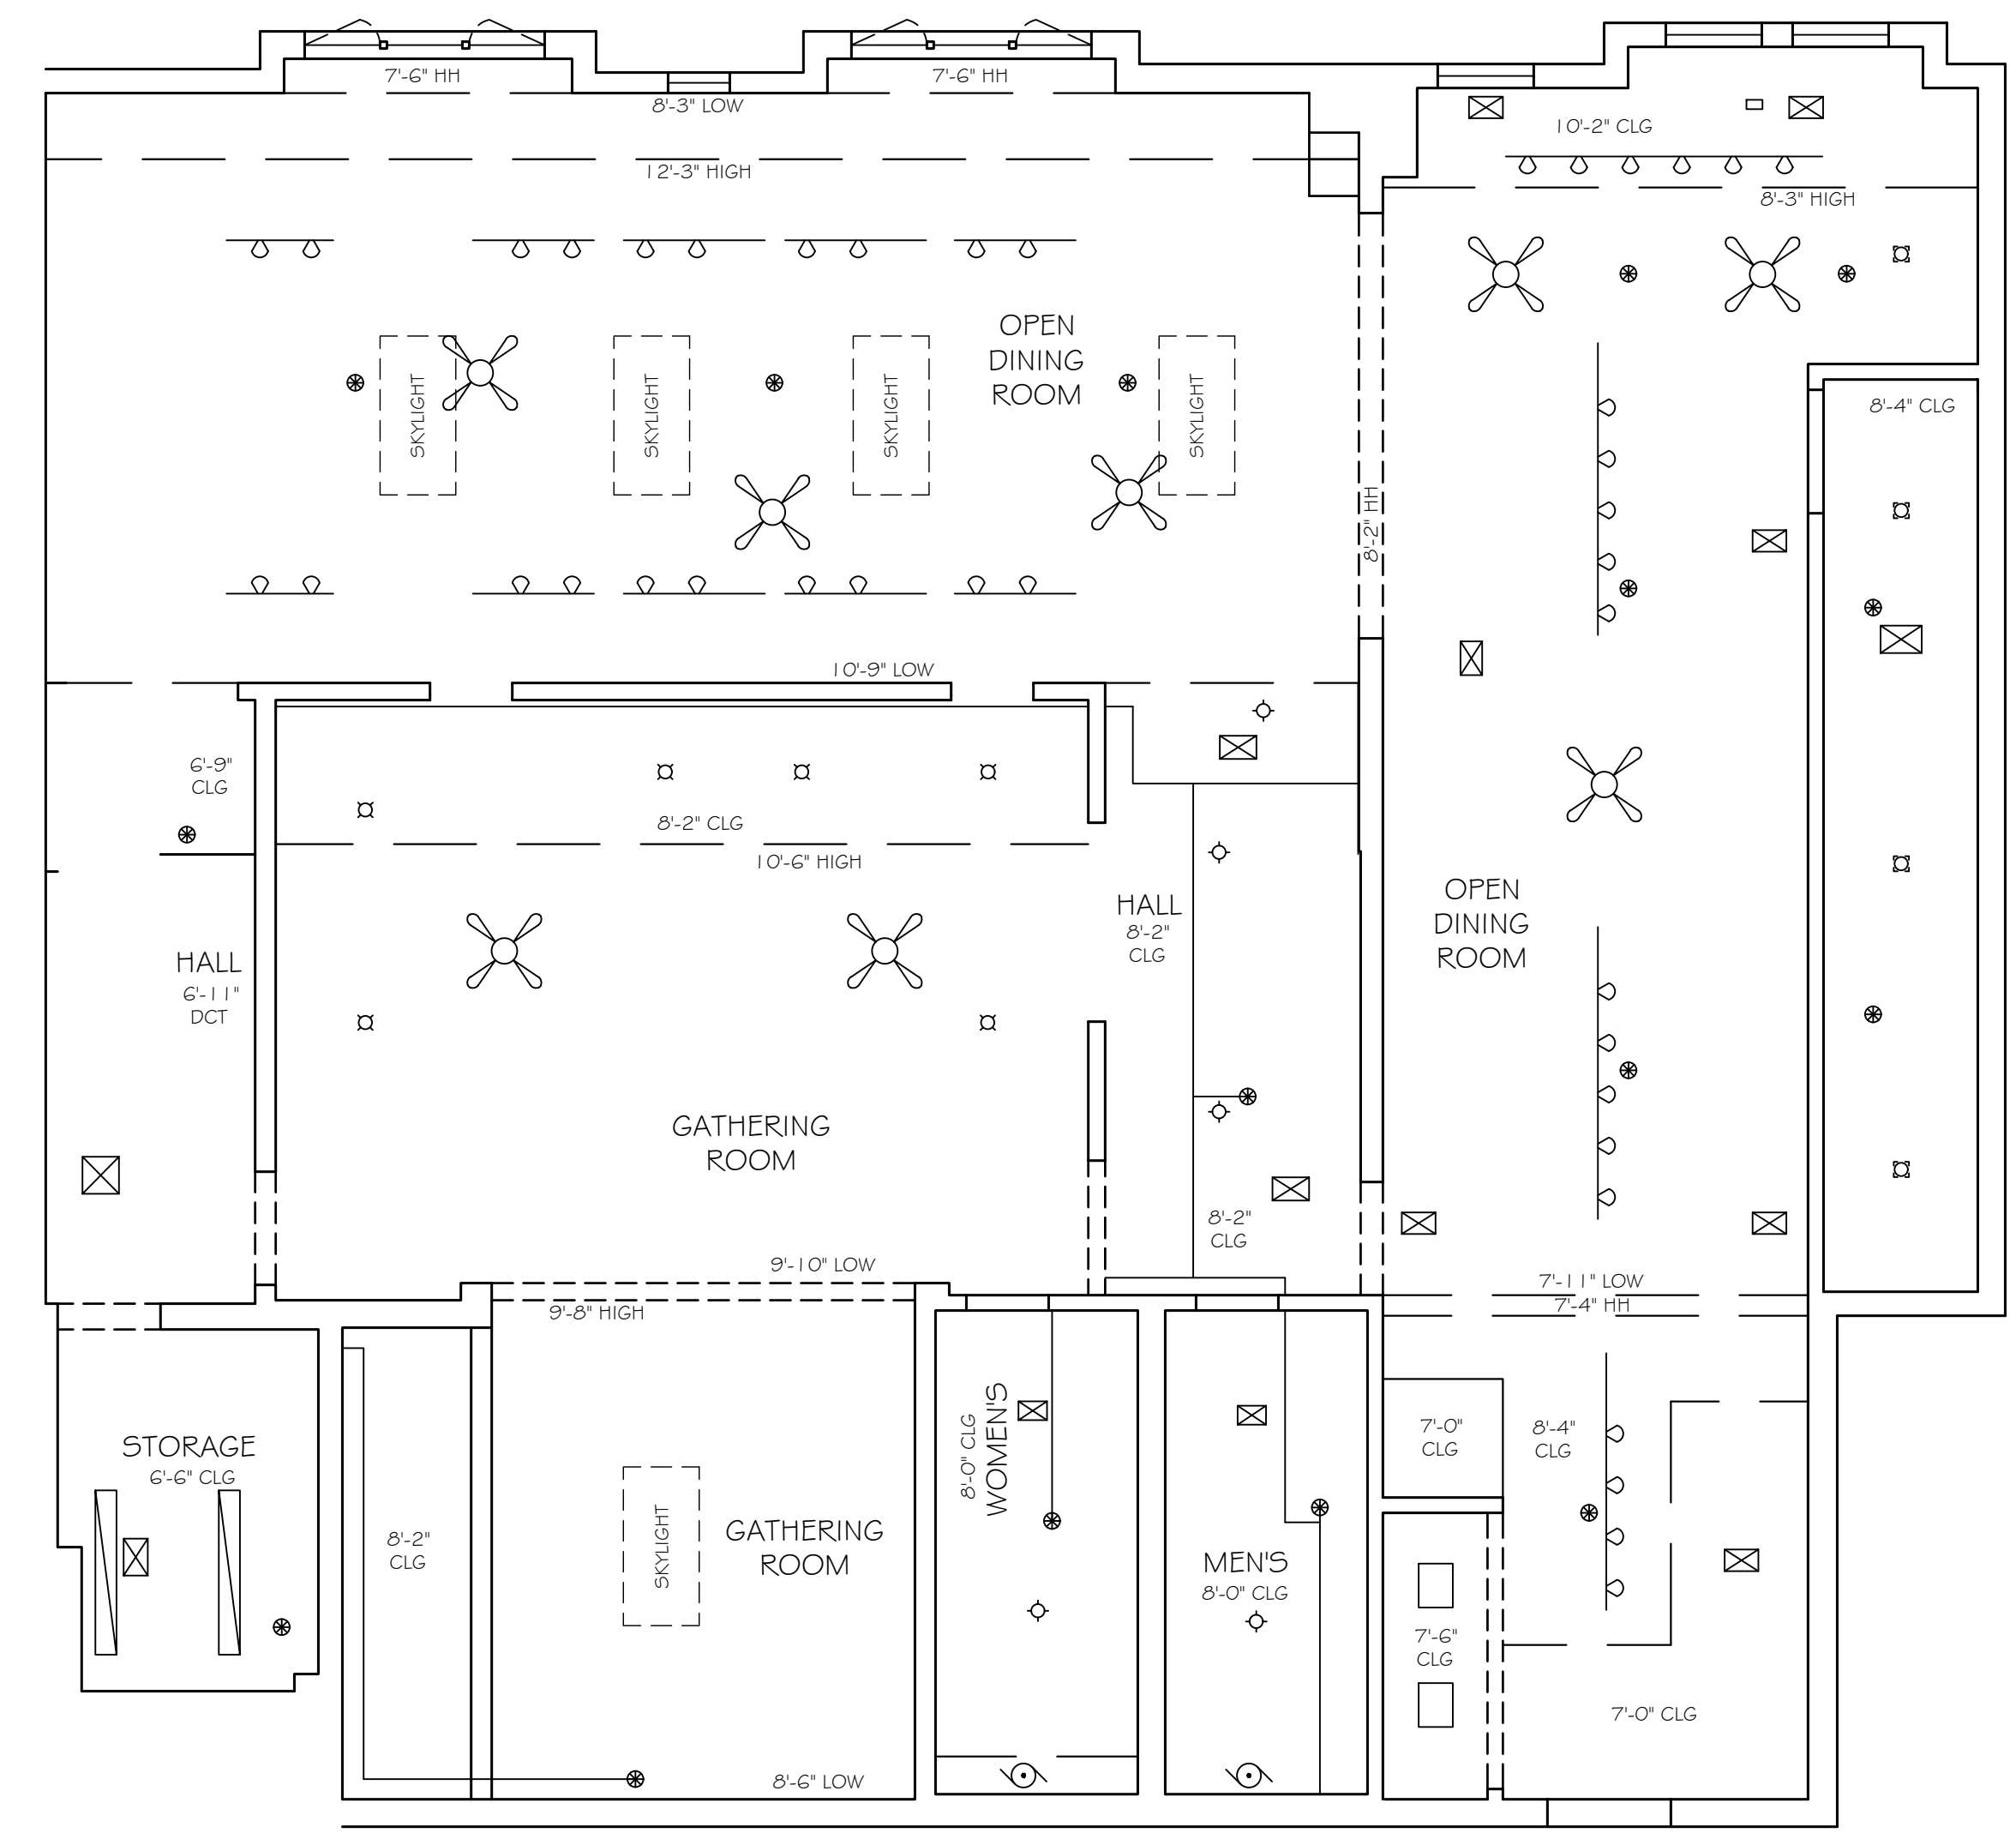 7'-6" HH
7'-6" HH
8'-3" LOW
10'-2" CLG
12'-3" HIGH
8'-3" HIGH
OPEN
DINING
ROOM
SKYLIGHT
SKYLIGHT
SKYLIGHT
SKYLIGHT
8'-4" CLG
8'-2" HH
10'-9" LOW
6'-9"
CLG
8'-2" CLG
10'-6" HIGH
HALL
8'-2"
CLG
OPEN
DINING
ROOM
HALL
6'-11"
DCT
GATHERING
ROOM
8'-2"
CLG
9'-10" LOW
9'-8" HIGH
7'-11" LOW
7'-4" HH
STORAGE
6'-6" CLG
8'-0" CLG
WOMEN'S
7'-0"
CLG
8'-4"
CLG
8'-2"
CLG
SKYLIGHT
GATHERING
ROOM
MEN'S
8'-0" CLG
7'-6"
CLG
7'-0" CLG
8'-6" LOW